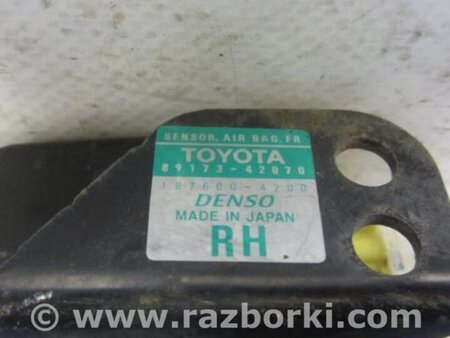 SENSOR, AIR BAG, FR
TOYOTA
89173-42070
187600-4200
DENSO
MADE IN JAPAN
RH
www.razborki.com